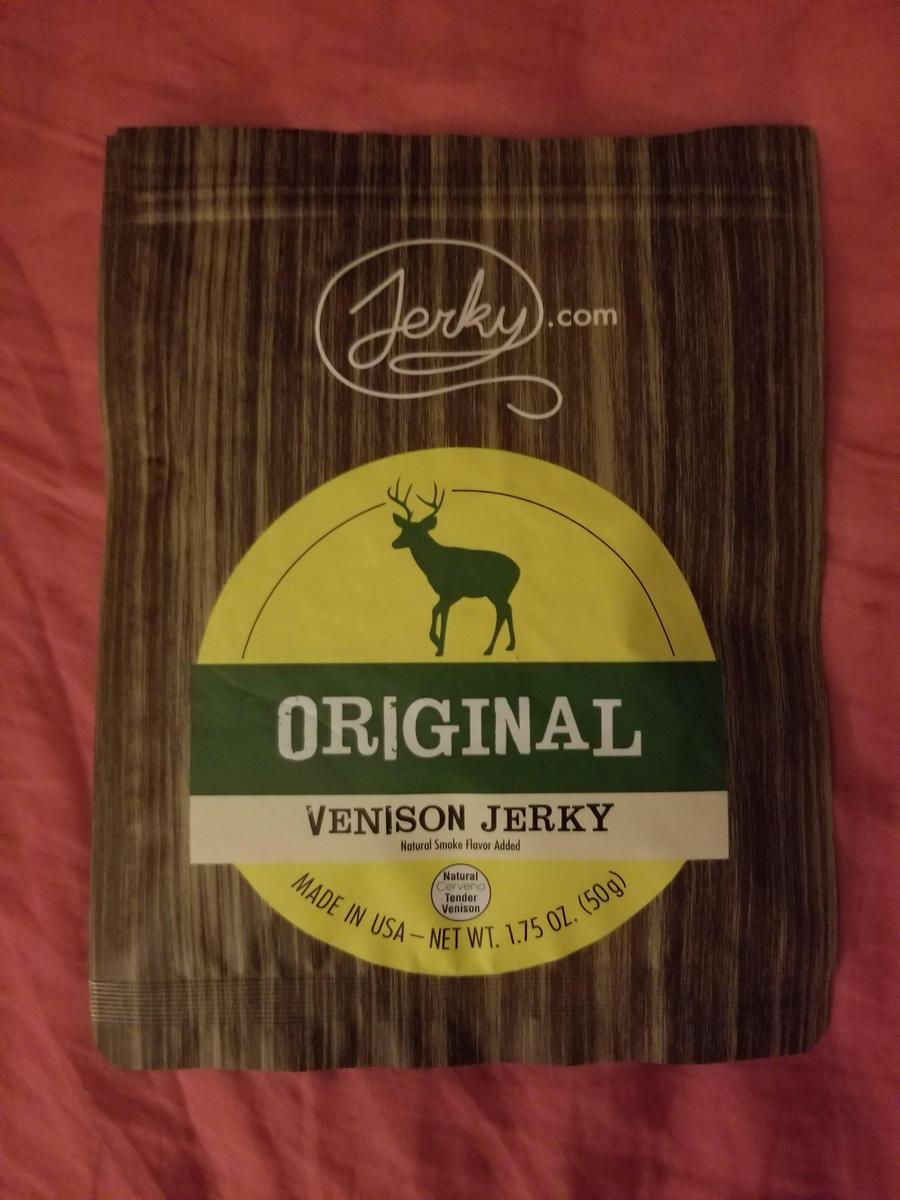 Jerky.com
ORIGINAL
VENISON JERKY
Natural Smoke Flavor Added
Natural
Cervena
Tender
Venison
MADE IN USA – NET WT. 1.75 OZ. (50g)